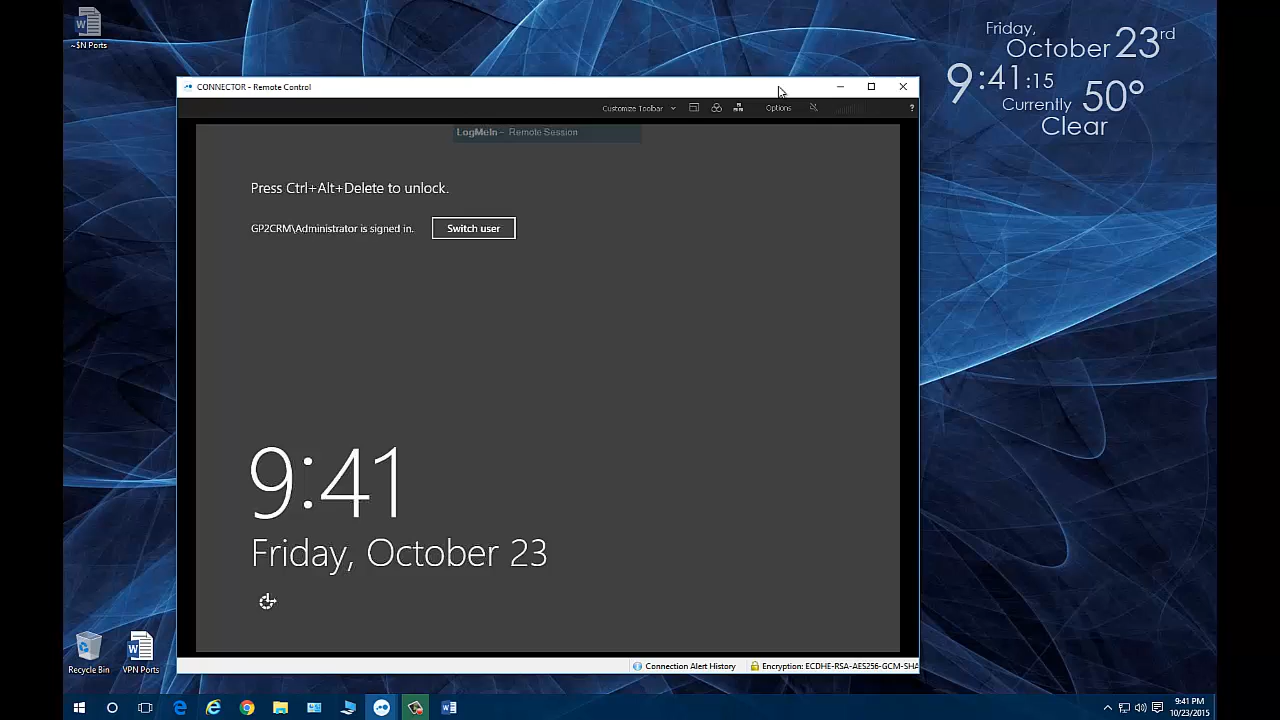 ~$N Ports
Friday,
October 23rd
9:41:15
Currently 50°
Clear
CONNECTOR - Remote Control
Customize Toolbar
Options
?
LogMeIn – Remote Session
Press Ctrl+Alt+Delete to unlock.
GP2CRM\Administrator is signed in.
Switch user
9:41
Friday, October 23
Connection Alert History
Encryption: ECDHE-RSA-AES256-GCM-SHA
Recycle Bin
VPN Ports
9:41 PM
10/23/2015